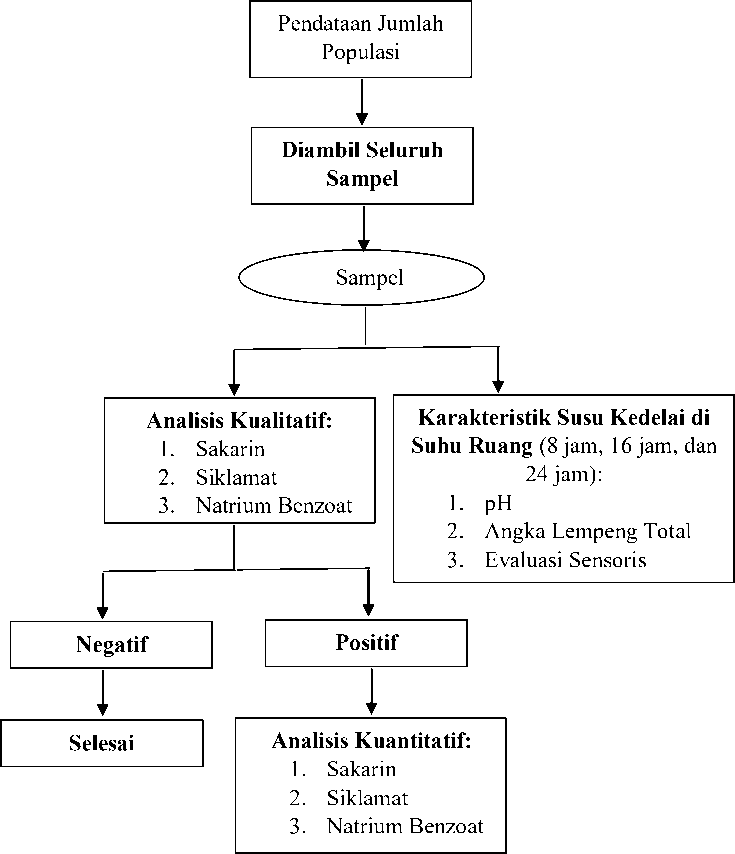 Pendataan Jumlah
Populasi
Diambil Seluruh
Sampel
Sampel
Analisis Kualitatif:
1. Sakarin
2. Siklamat
3. Natrium Benzoat
Karakteristik Susu Kedelai di
Suhu Ruang (8 jam, 16 jam, dan
24 jam):
1. pH
2. Angka Lempeng Total
3. Evaluasi Sensoris
Negatif
Positif
Selesai
Analisis Kuantitatif:
1. Sakarin
2. Siklamat
3. Natrium Benzoat